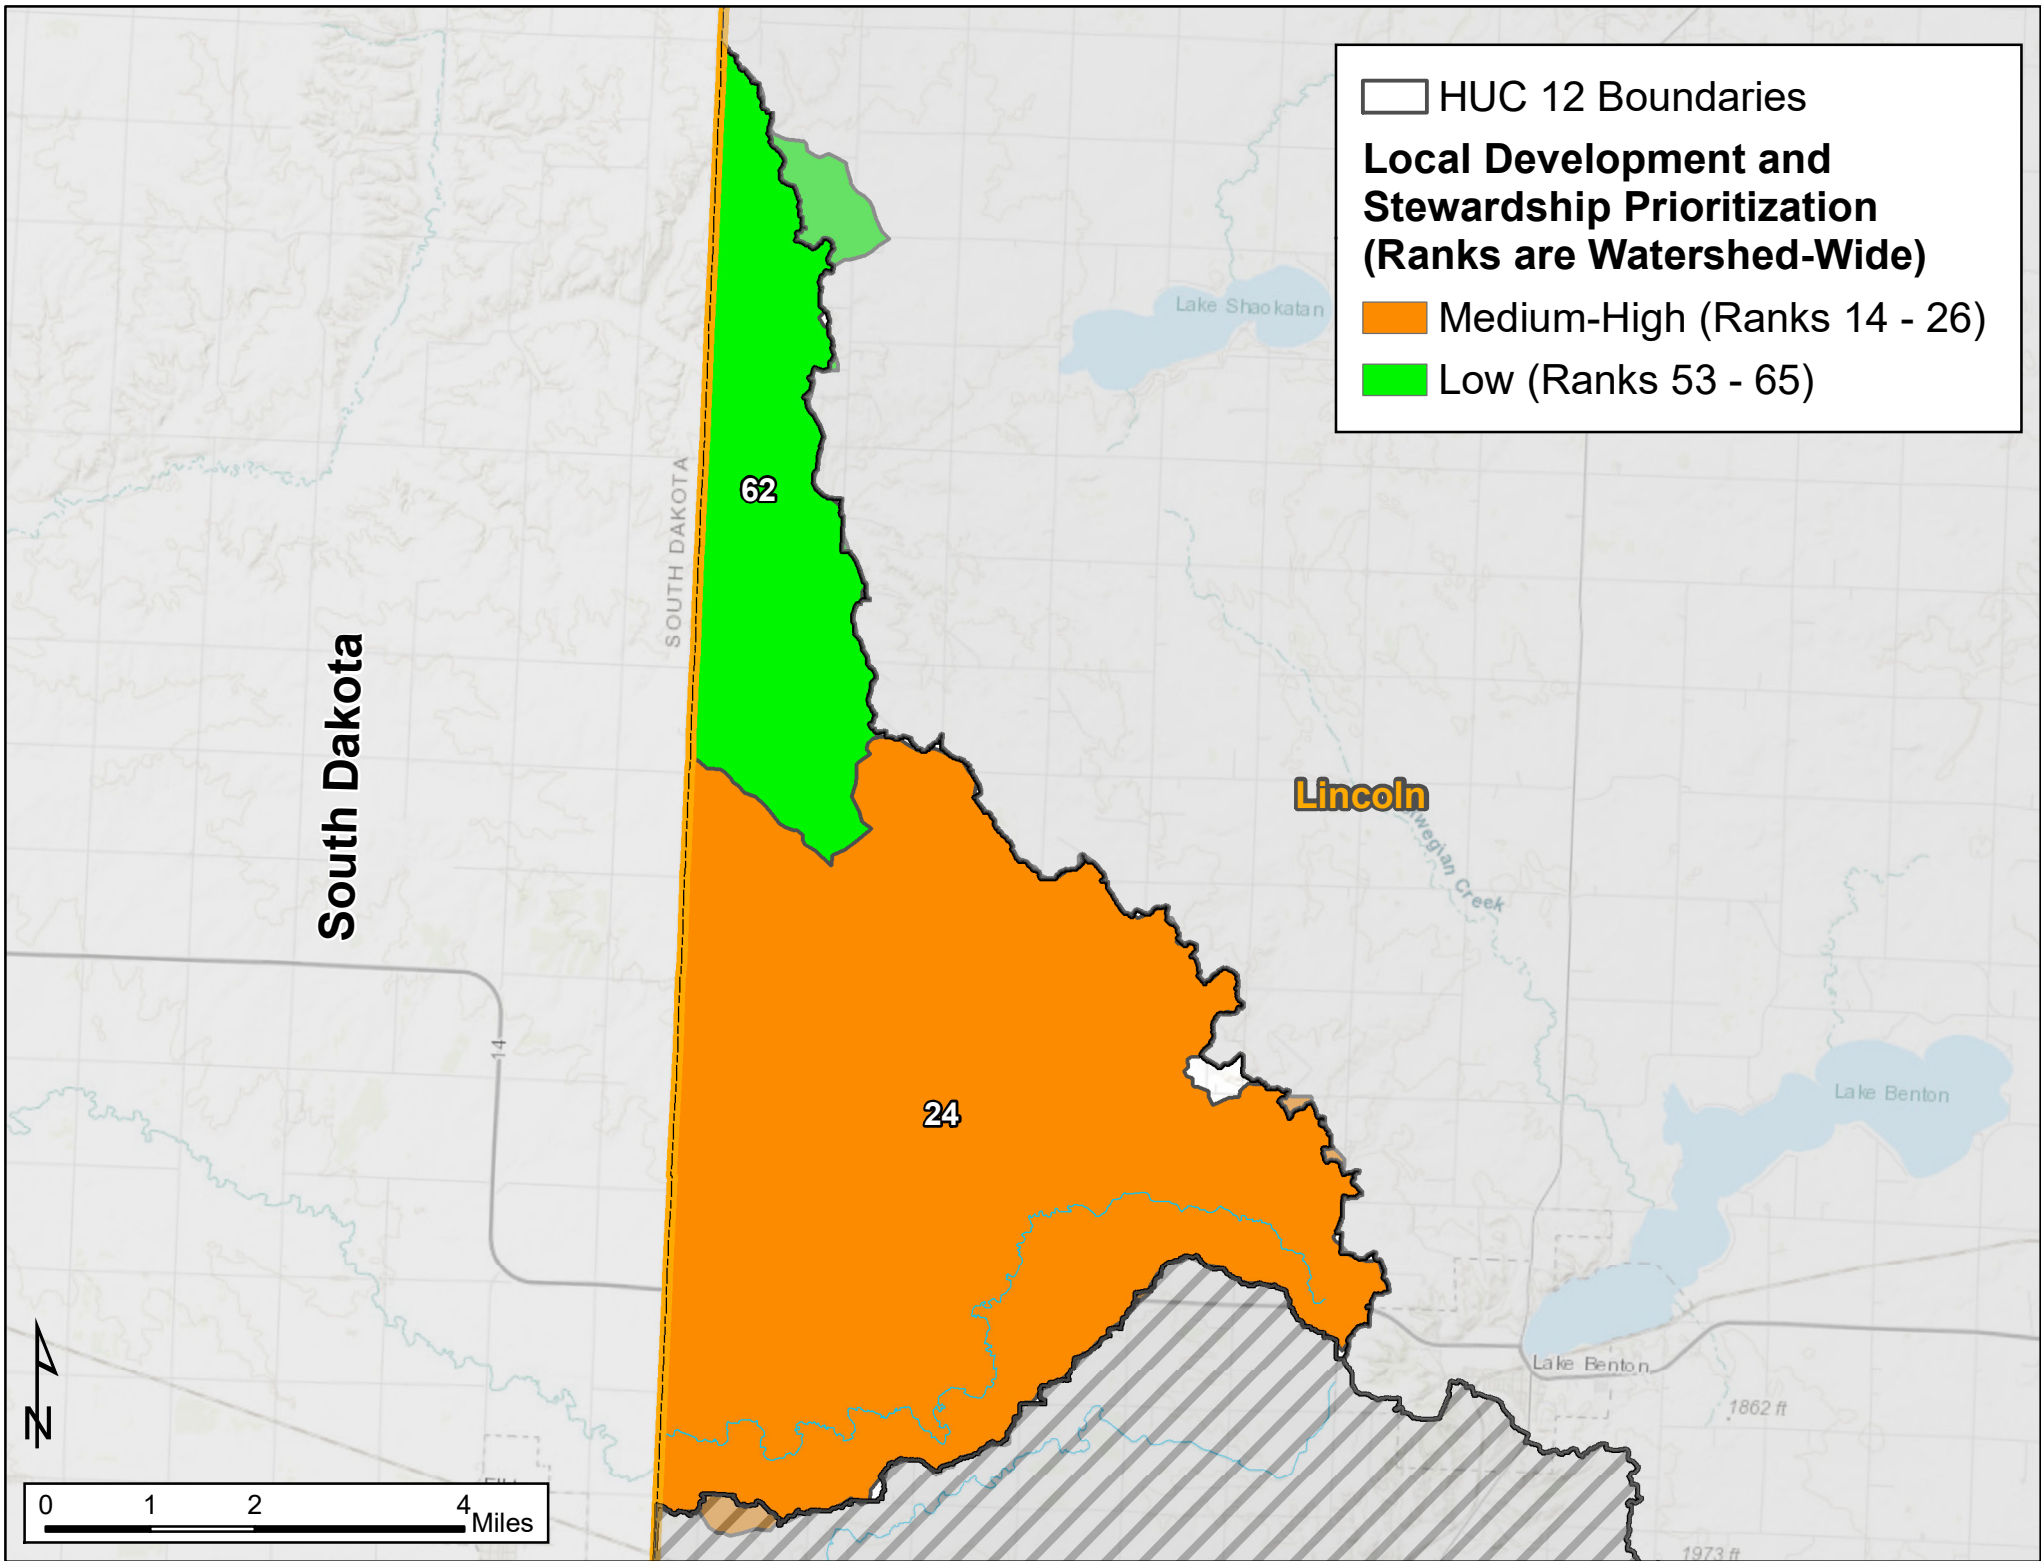 HUC 12 Boundaries
Local Development and
Stewardship Prioritization
(Ranks are Watershed-Wide)
Medium-High (Ranks 14 - 26)
Low (Ranks 53 - 65)
Lake Shaokatan
62
SOUTH DAKOTA
South Dakota
Lincoln
Creek
14
24
Lake Benton
Lake Benton
1862 ft
1973 ft
N
0 1 2 4 Miles